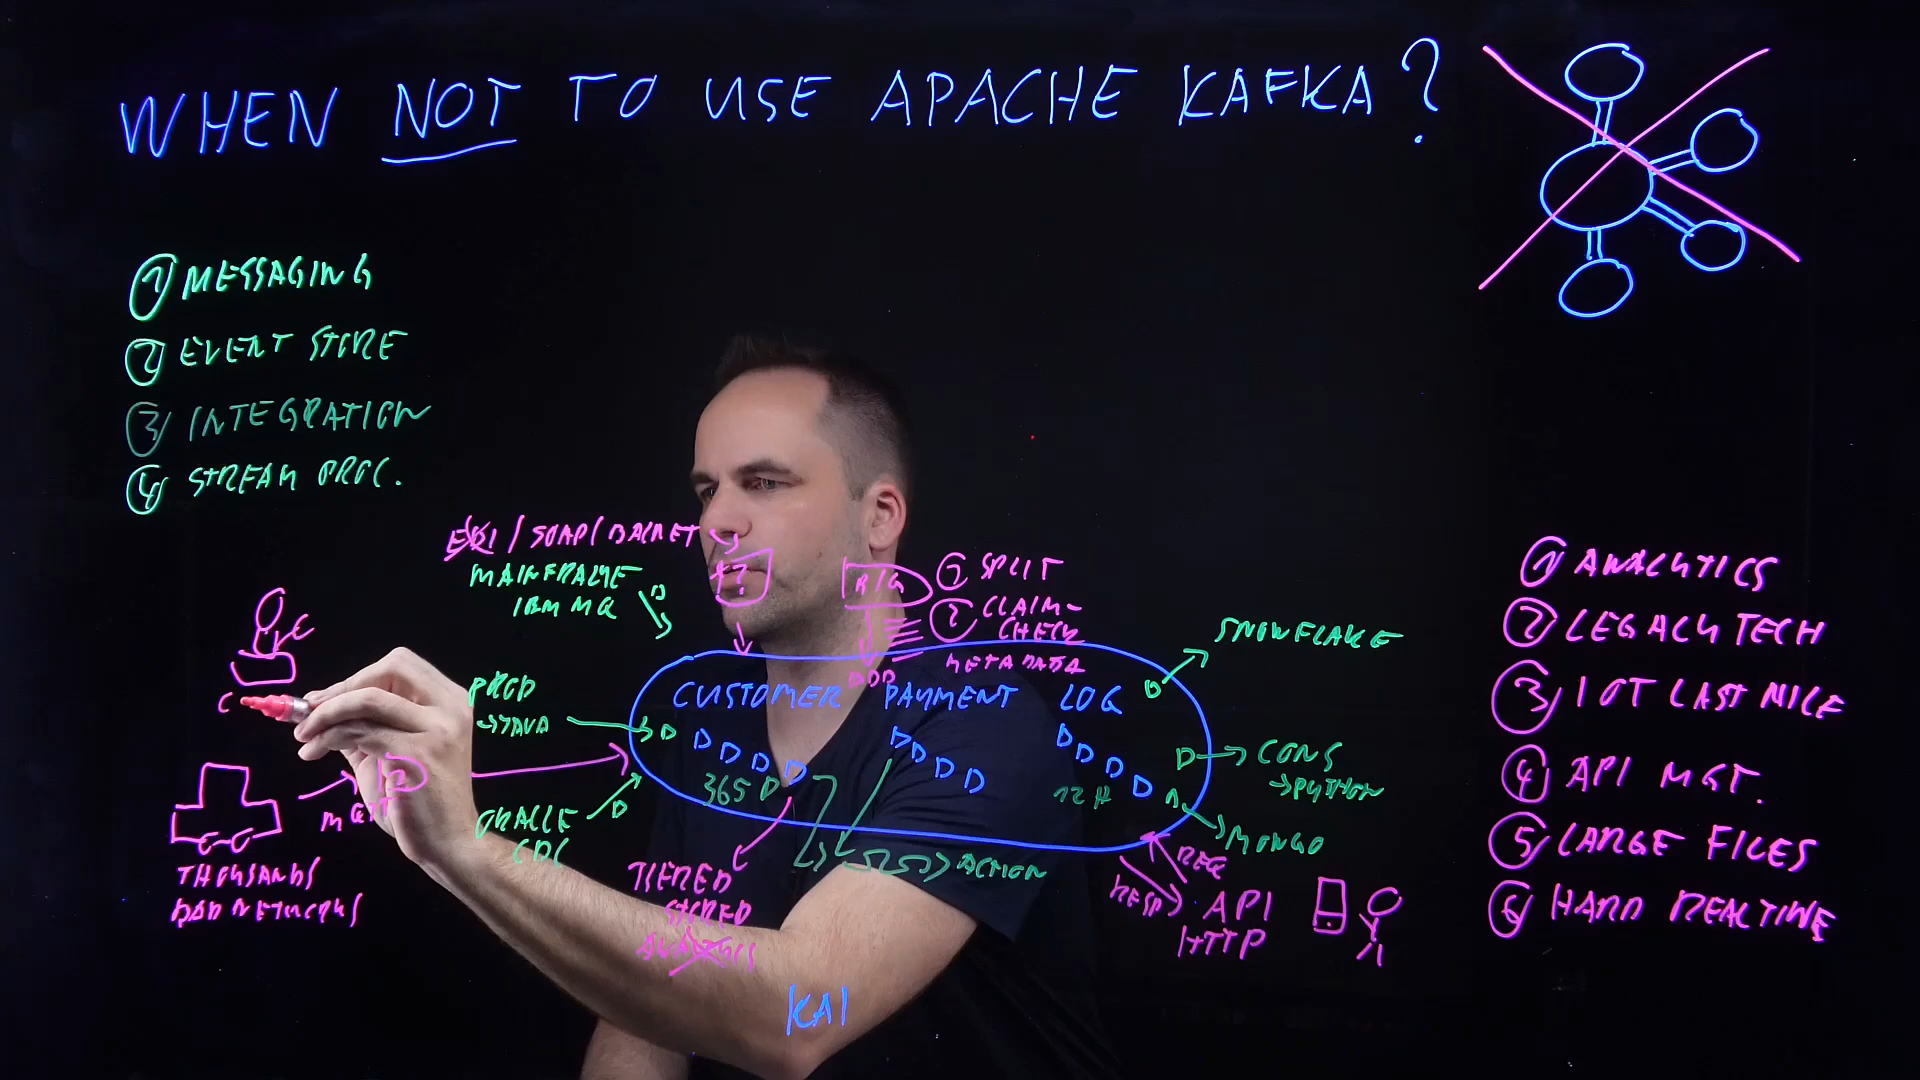 WHEN NOT TO USE APACHE KAFKA?
① MESSAGING
② EVENT STORE
③ INTEGRATION
④ STREAM PROC.
/ SOAP / BACNET
MAINFRAME
IBM MQ
+?
BIG
① SPLIT
② CLAIM-
CHECK
META DATA
SNOWFLAKE
PROD
→JAVA
CUSTOMER PAYMENT LOG
D D D D
D D D D
D D D D
365 D
12 H
CONS
→PYTHON
MONGO
ORACLE
CDC
C
C
MQTT
THOUSANDS
BAD NETWORKS
TIERED
STORED
ACTION
REQ
RESP
API
HTTP
KAI
① ANALYTICS
② LEGACY TECH
③ IOT LAST MILE
④ API MGT.
⑤ LARGE FILES
⑥ HARD REALTIME